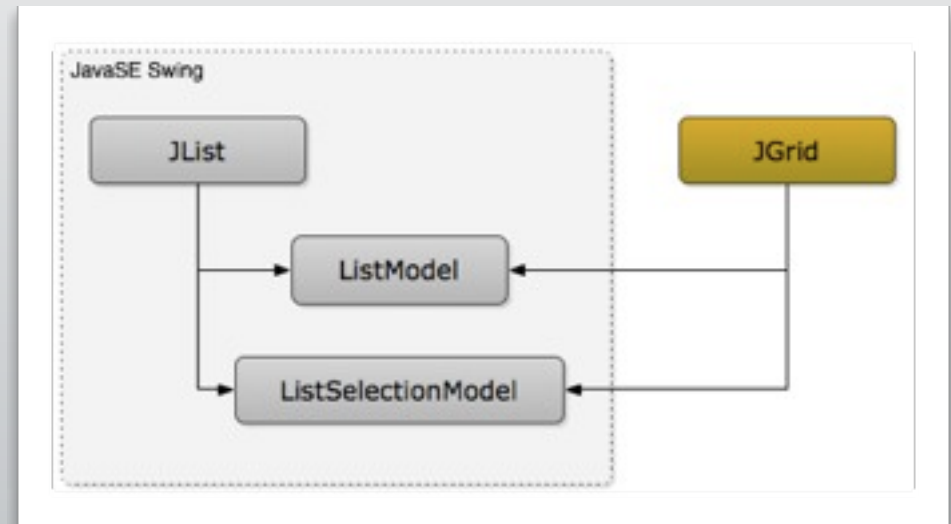 JavaSE Swing
JList
JGrid
ListModel
ListSelectionModel